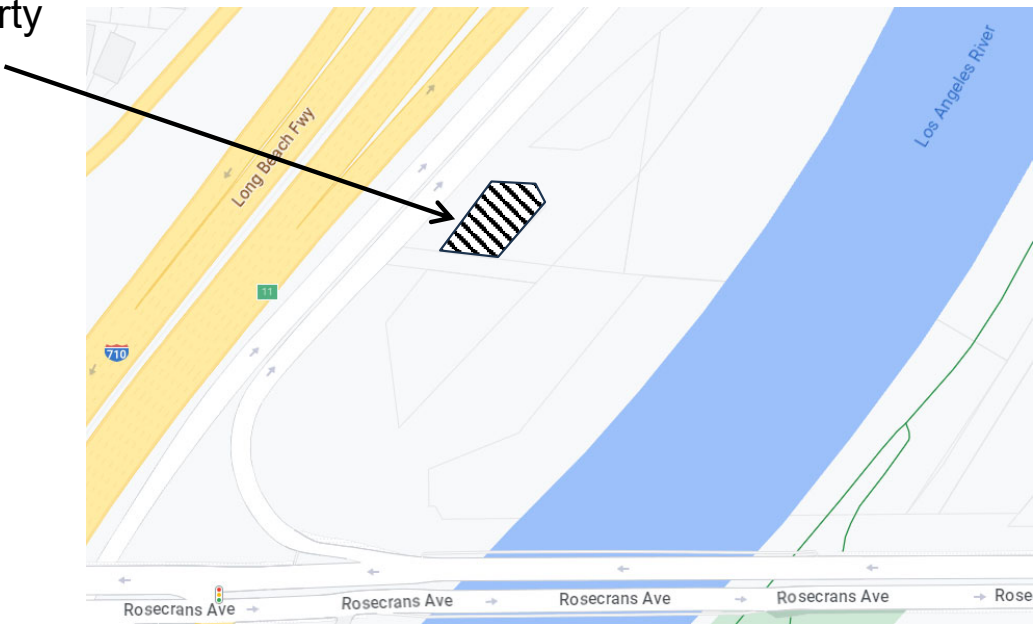 rty
Los Angeles River
Long Beach Fwy
11
710
Rosecrans Ave
Rosecrans Ave
Rosecrans Ave
Rosecrans Ave
Rose